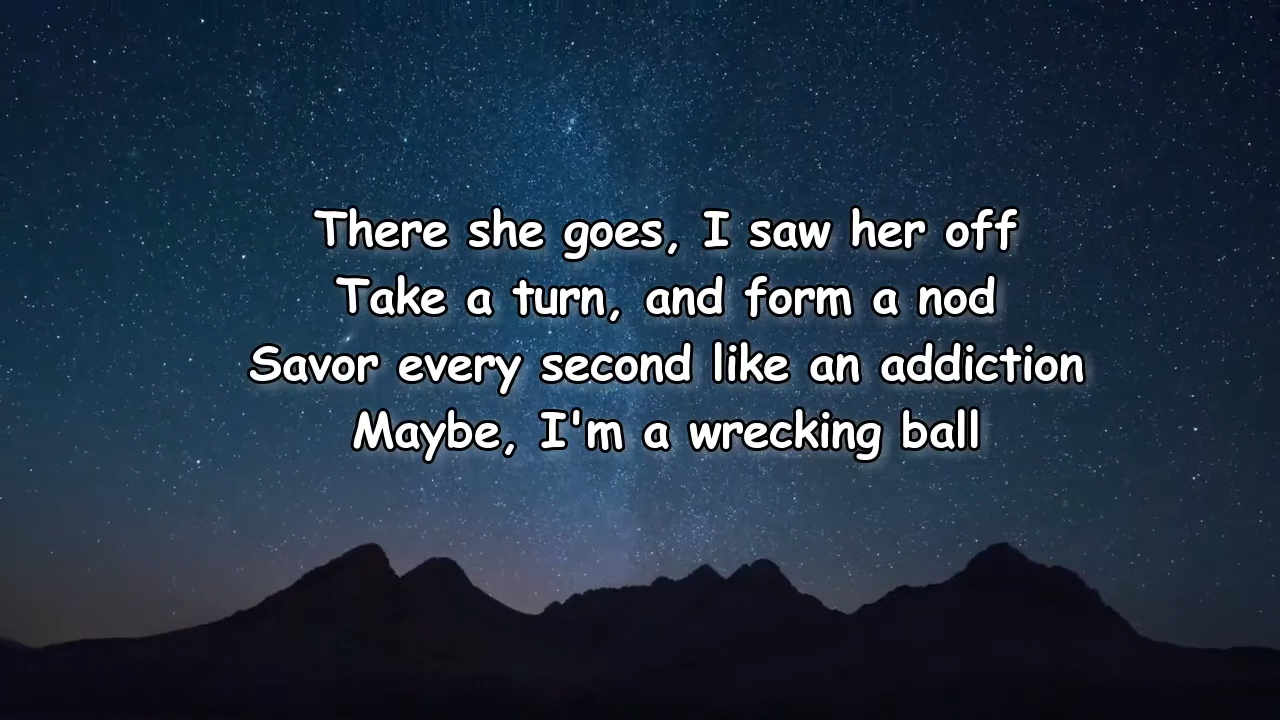 There she goes, I saw her off
Take a turn, and form a nod
Savor every second like an addiction
Maybe, I'm a wrecking ball